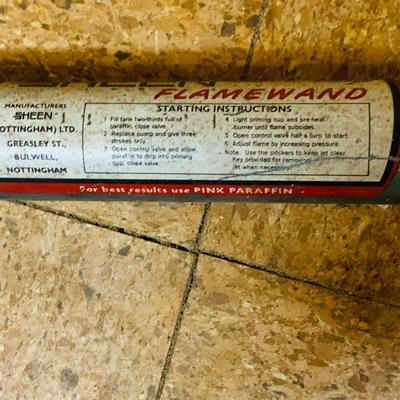 FLAMEWAND
MANUFACTURERS
SHEEN
NOTTINGHAM) LTD.
GREASLEY ST.,
BULWELL,
NOTTINGHAM
STARTING INSTRUCTIONS
1 Fill tank two-thirds full of
paraffin, close valve.
2 Replace pump and give three
strokes only.
3 Open control valve and allow
paraffin to drip into priming
cup, close valve.
4 Light priming cup and pre heat
burner until flame subsides.
5 Open control valve half a turn to start.
6 Adjust flame by increasing pressure.
Note. Use the prickers to keep jet clear.
Key provided for removing
jet when necessary.
For best results use PINK PARAFFIN